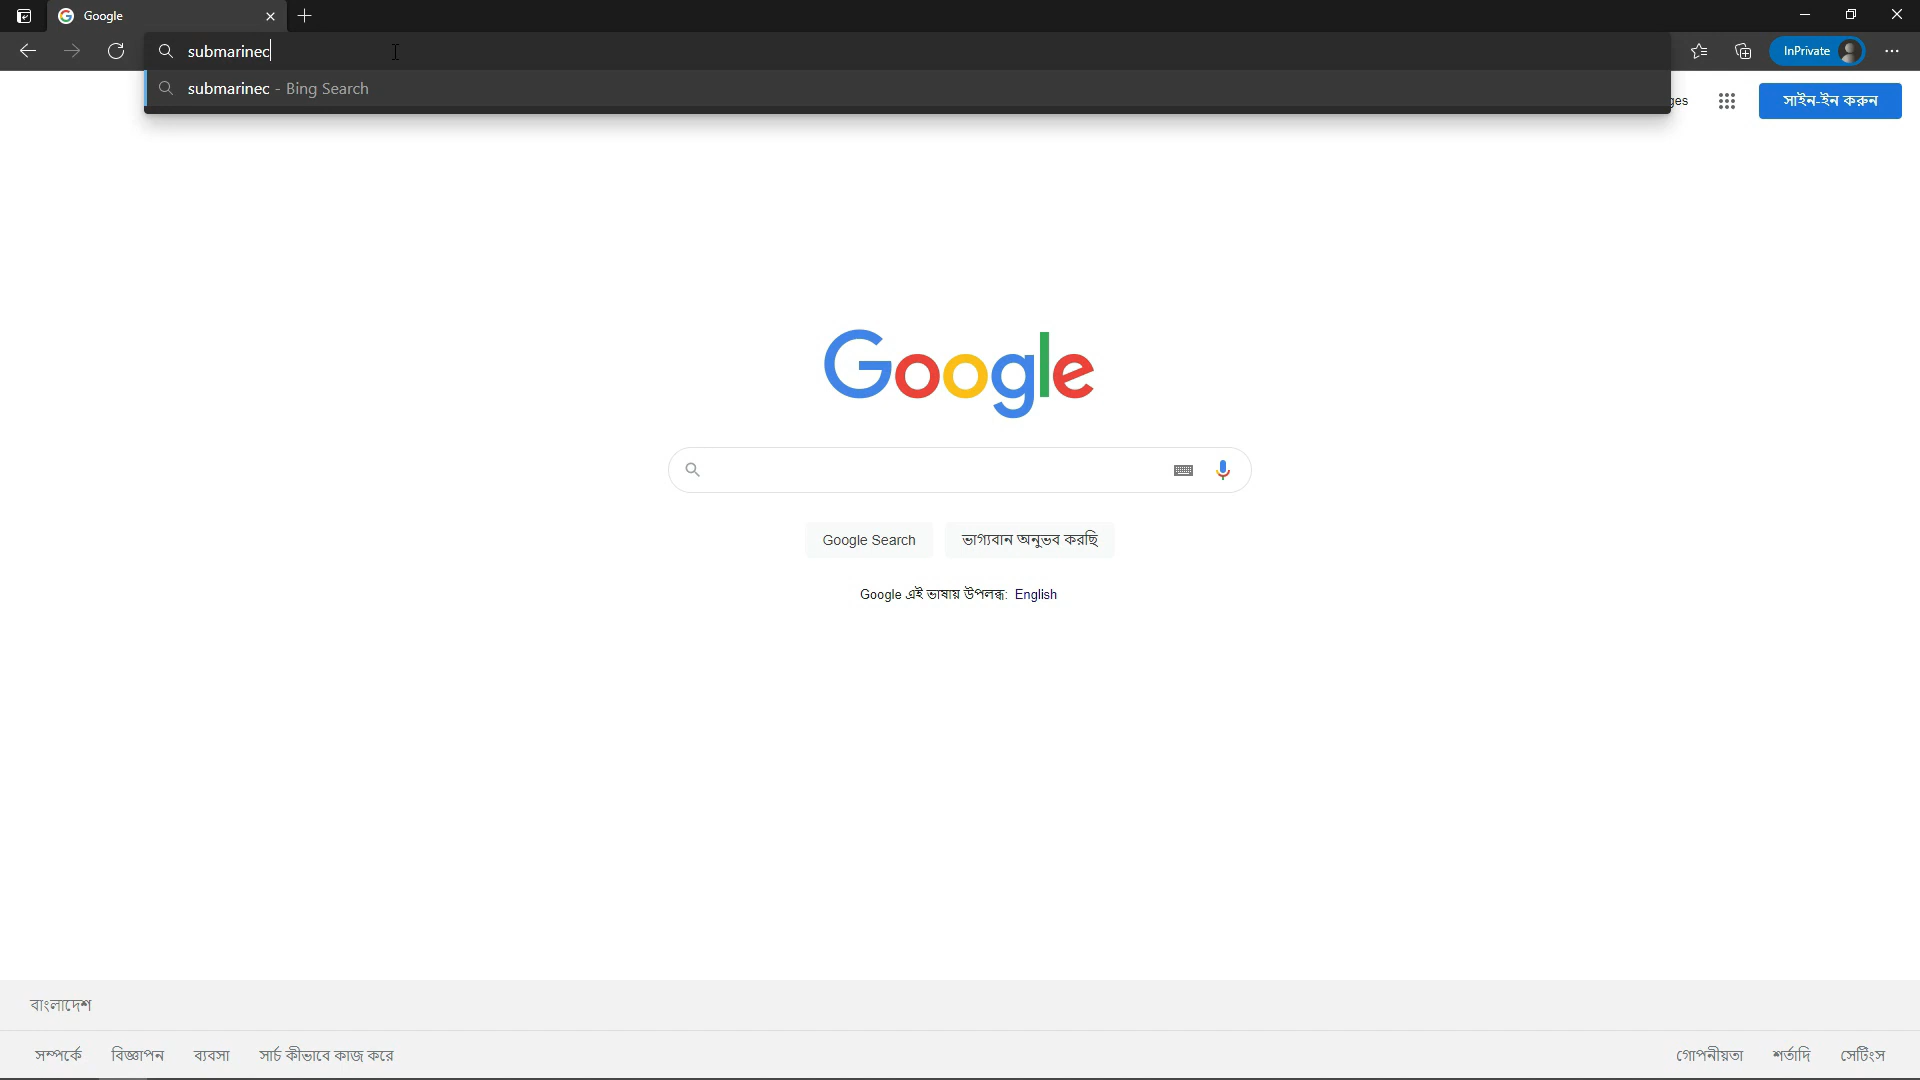 Google
submarinec
InPrivate
submarinec - Bing Search
সাইন-ইন করুন
Google
Google Search
ভাগ্যবান অনুভব করছি
Google এই ভাষায় উপলব্ধ: English
বাংলাদেশ
সম্পর্কে বিজ্ঞাপন ব্যবসা সার্চ কীভাবে কাজ করে
গোপনীয়তা শর্তাদি সেটিংস